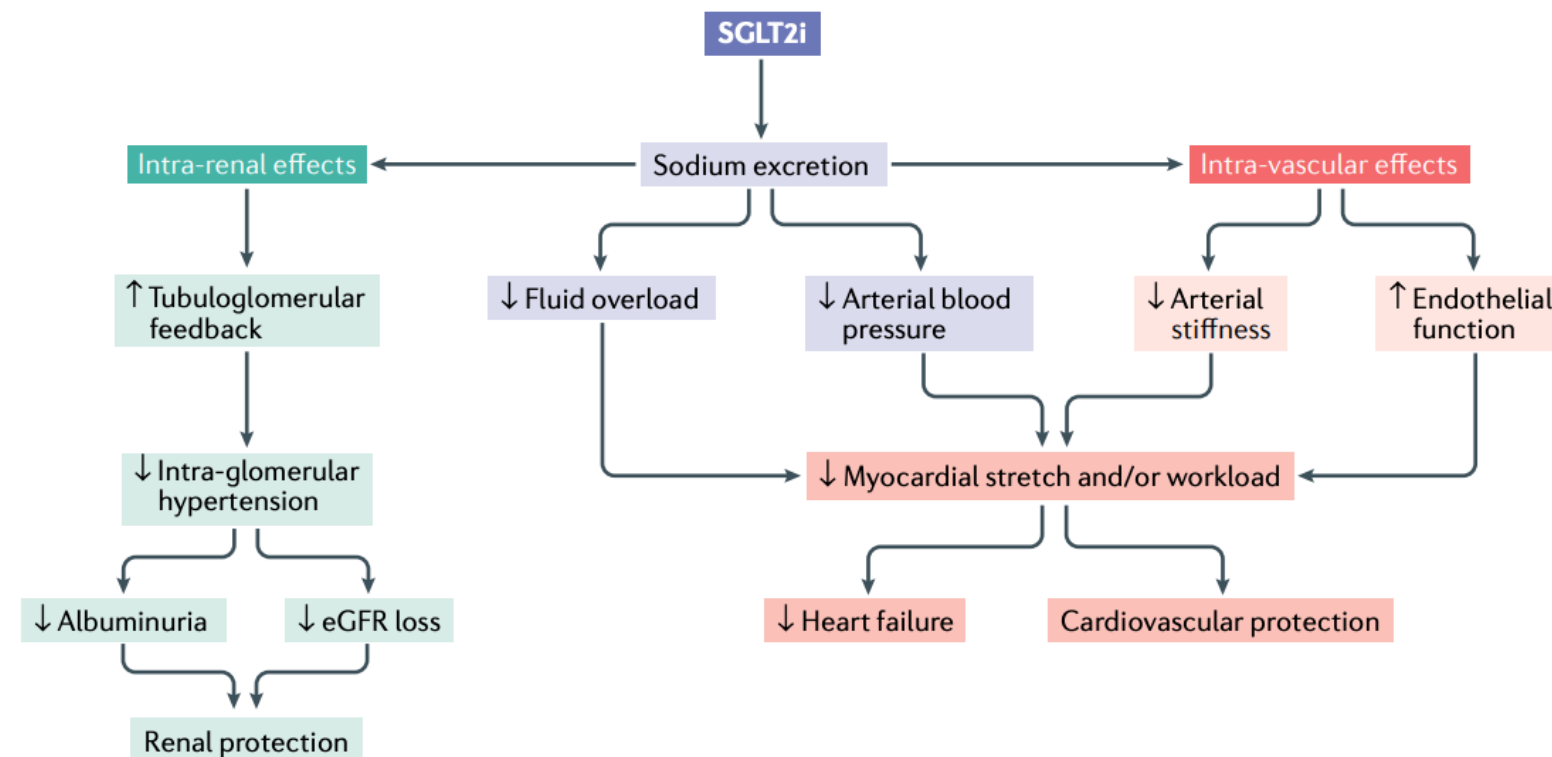 SGLT2i
Intra-renal effects
Sodium excretion
Intra-vascular effects
↑ Tubuloglomerular
feedback
↓ Fluid overload
↓ Arterial blood
pressure
↓ Arterial
stiffness
↑ Endothelial
function
↓ Intra-glomerular
hypertension
↓ Myocardial stretch and/or workload
↓ Albuminuria
↓ eGFR loss
↓ Heart failure
Cardiovascular protection
Renal protection